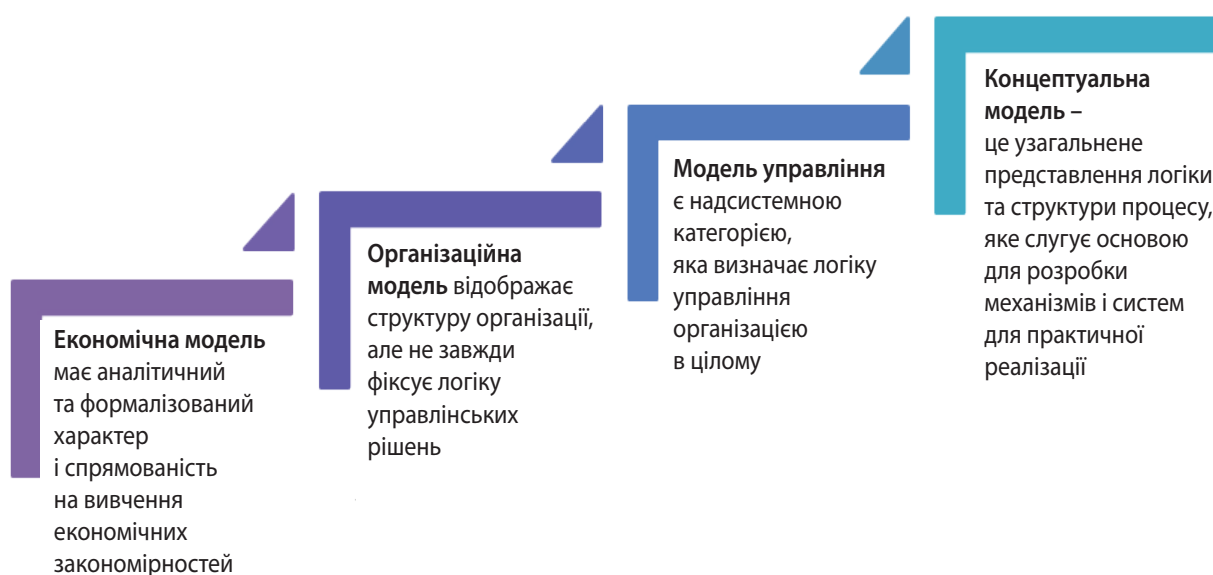 Економічна модель
має аналітичний
та формалізований
характер
і спрямованість
на вивчення
економічних
закономірностей
Організаційна
модель відображає
структуру організації,
але не завжди
фіксує логіку
управлінських
рішень
Модель управління
є надсистемною
категорією,
яка визначає логіку
управління
організацією
в цілому
Концептуальна
модель –
це узагальнене
представлення логіки
та структури процесу,
яке слугує основою
для розробки
механізмів і систем
для практичної
реалізації